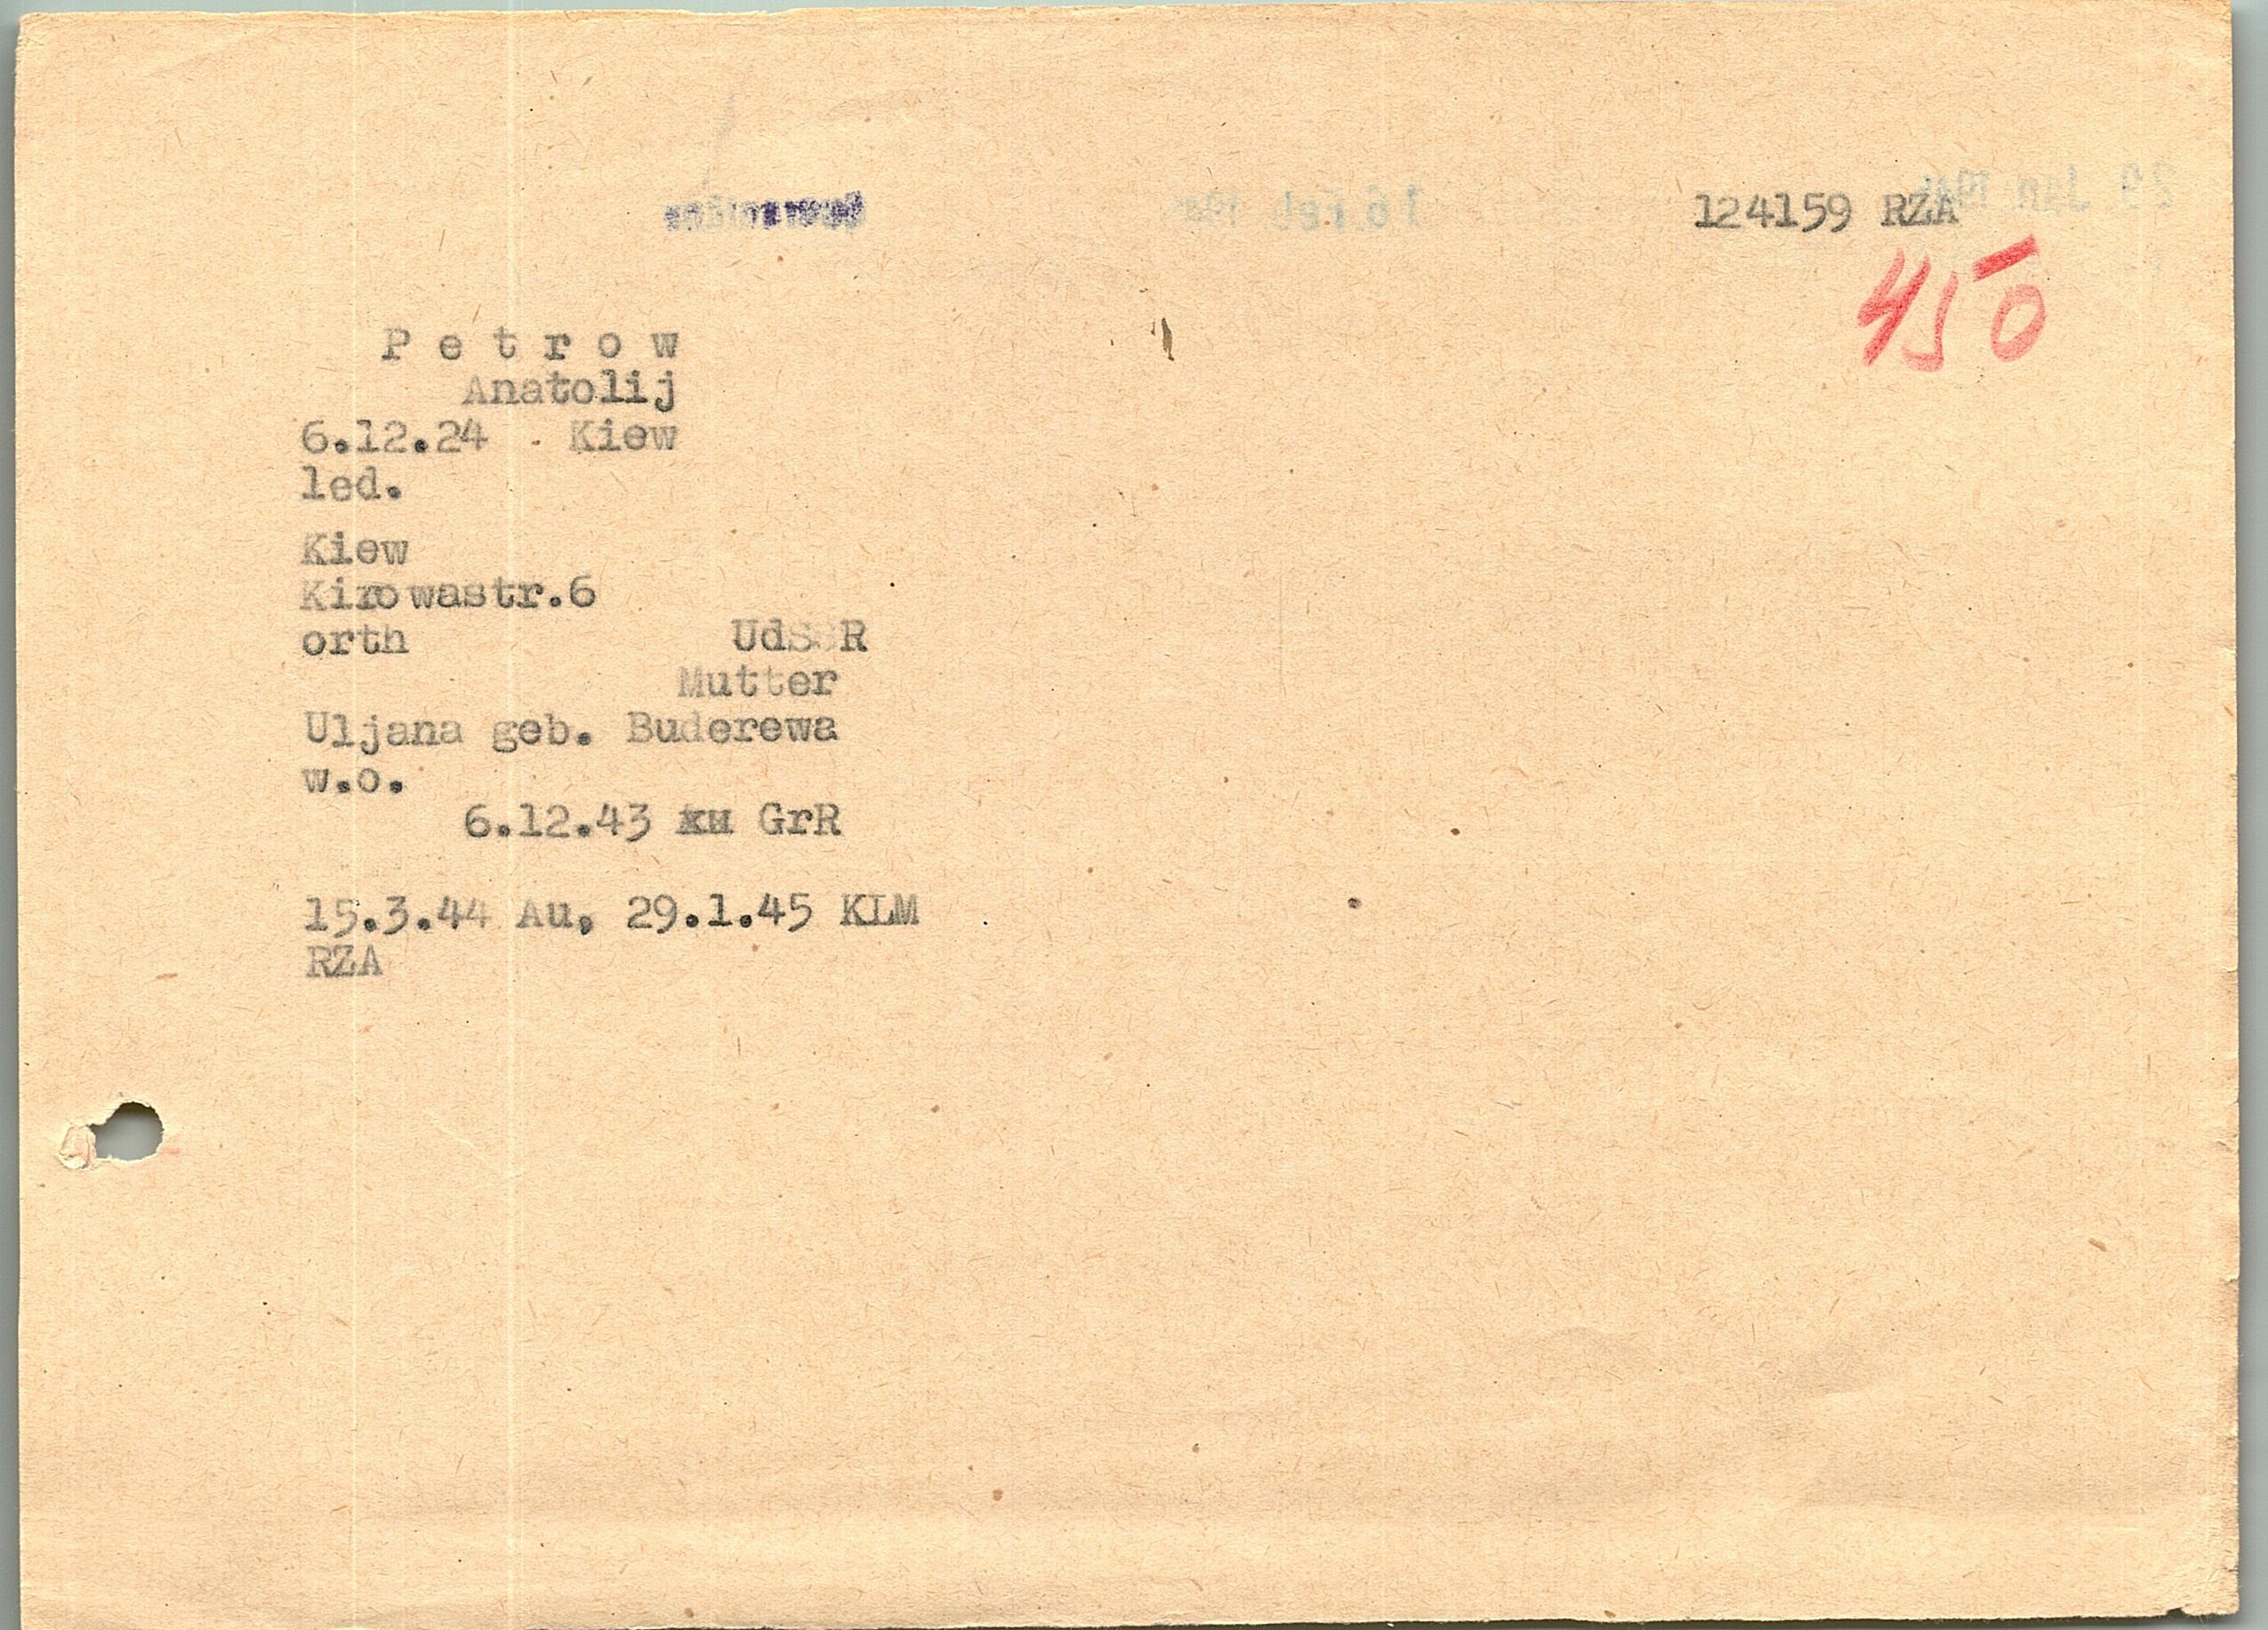 124159 RZA
450
Petrow
Anatolij
6.12.24 Kiew
led.
Kiew
Kirowastr.6
orth UdSSR
Mutter
Uljana geb. Buderewa
w.o.
6.12.43 GrR
15.3.44 Au, 29.1.45 KLM
RZA